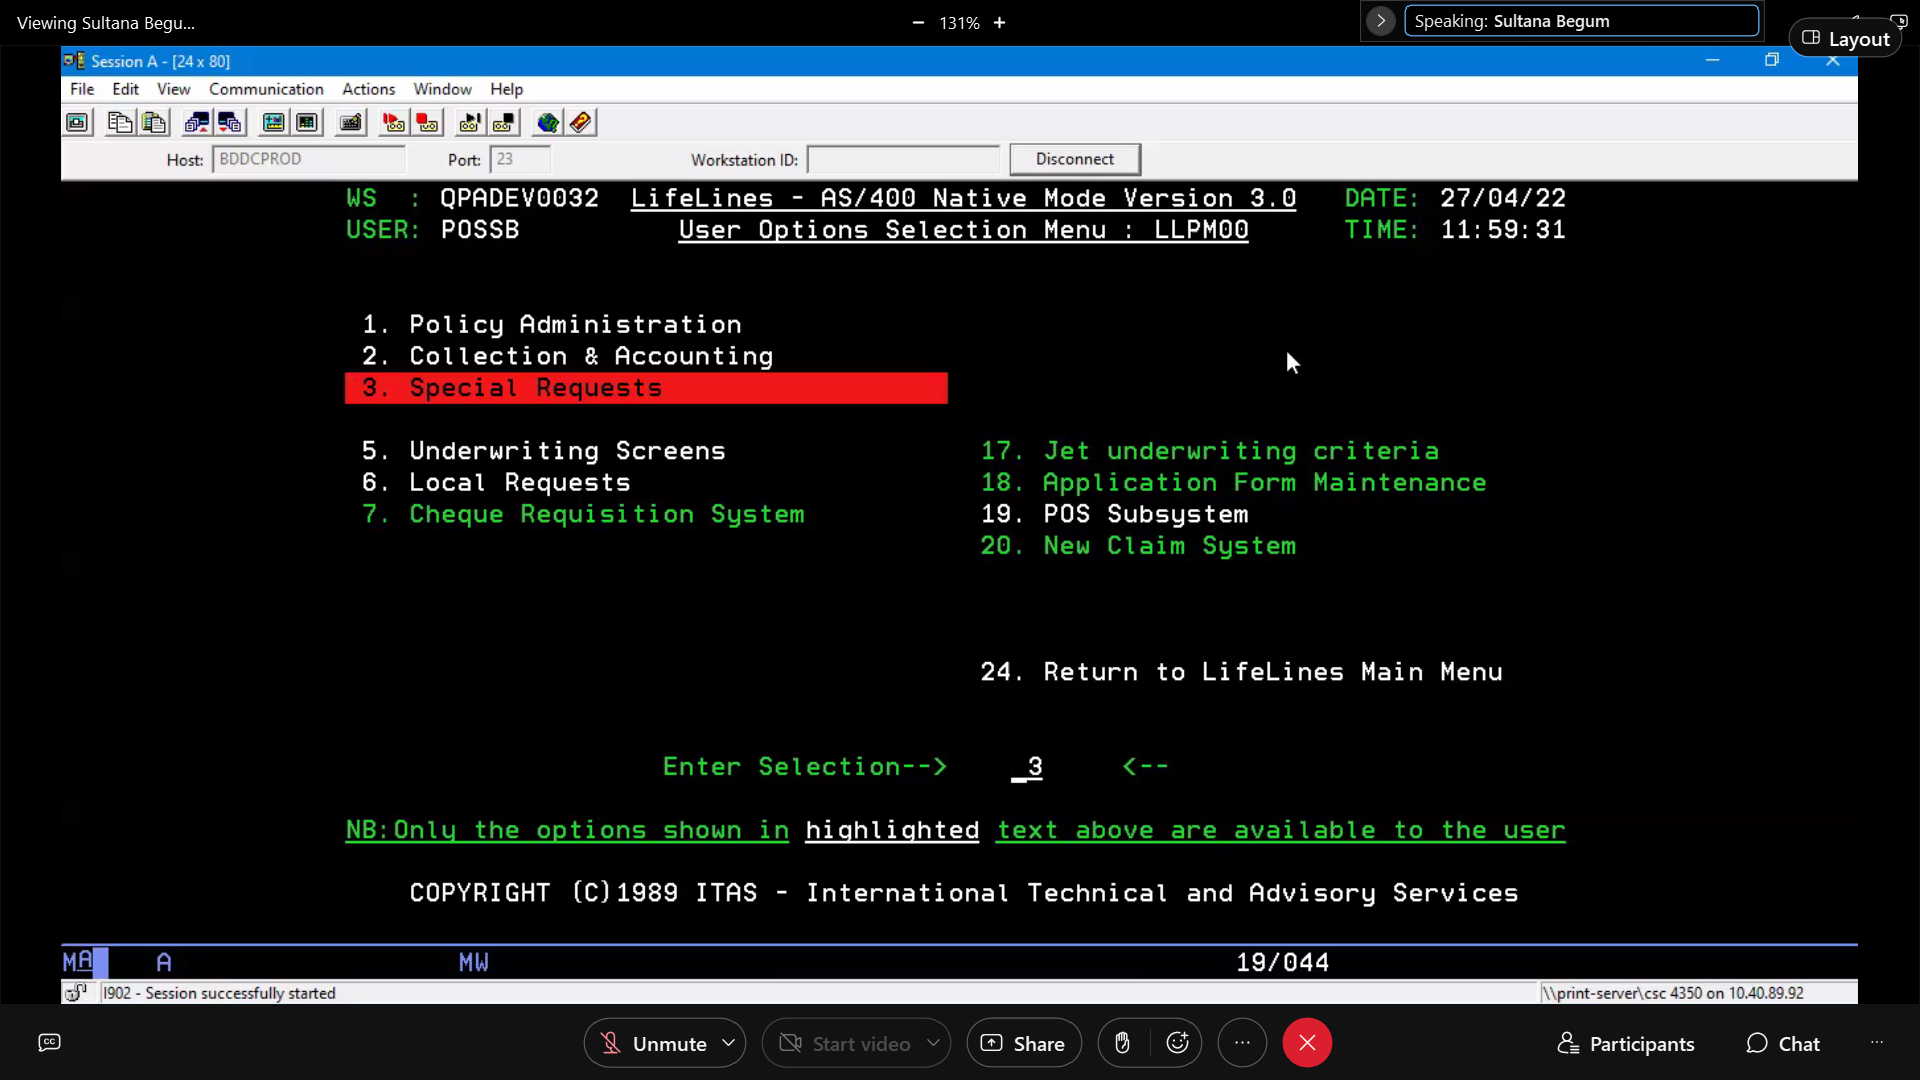 Viewing Sultana Begu...
131%
Speaking: Sultana Begum
Layout
Session A - [24 x 80]
File Edit View Communication Actions Window Help
Host: BDDCPROD Port: 23 Workstation ID: Disconnect
WS : QPADEV0032 LifeLines - AS/400 Native Mode Version 3.0 DATE: 27/04/22
USER: POSSB User Options Selection Menu : LLPM00 TIME: 11:59:31
1. Policy Administration
2. Collection & Accounting
3. Special Requests
5. Underwriting Screens 17. Jet underwriting criteria
6. Local Requests 18. Application Form Maintenance
7. Cheque Requisition System 19. POS Subsystem
20. New Claim System
24. Return to LifeLines Main Menu
Enter Selection--> _3 <--
NB:Only the options shown in highlighted text above are available to the user
COPYRIGHT (C)1989 ITAS - International Technical and Advisory Services
MA A MW 19/044
I902 - Session successfully started \\print-server\csc 4350 on 10.40.89.92
CC Unmute Start video Share Participants Chat